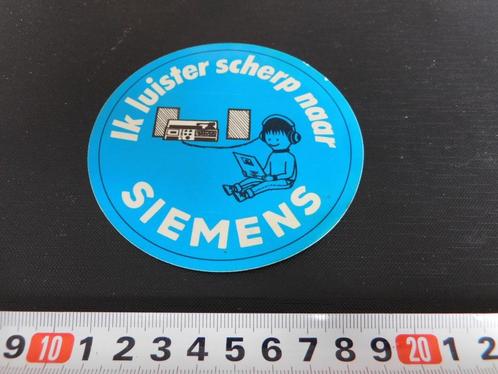 Ik luister scherp naar
SIEMENS
9 10 1 2 3 4 5 6 7 8 9 20 1 2